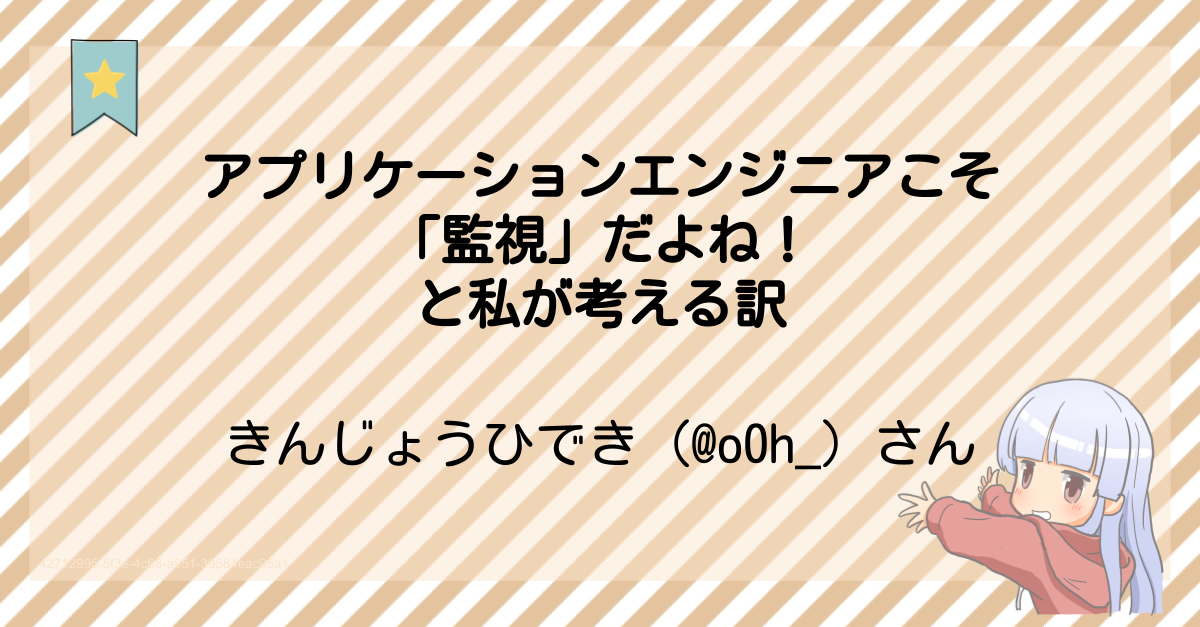 アプリケーションエンジニアこそ
「監視」だよね！
と私が考える訳
きんじょうひでき（@o0h_）さん